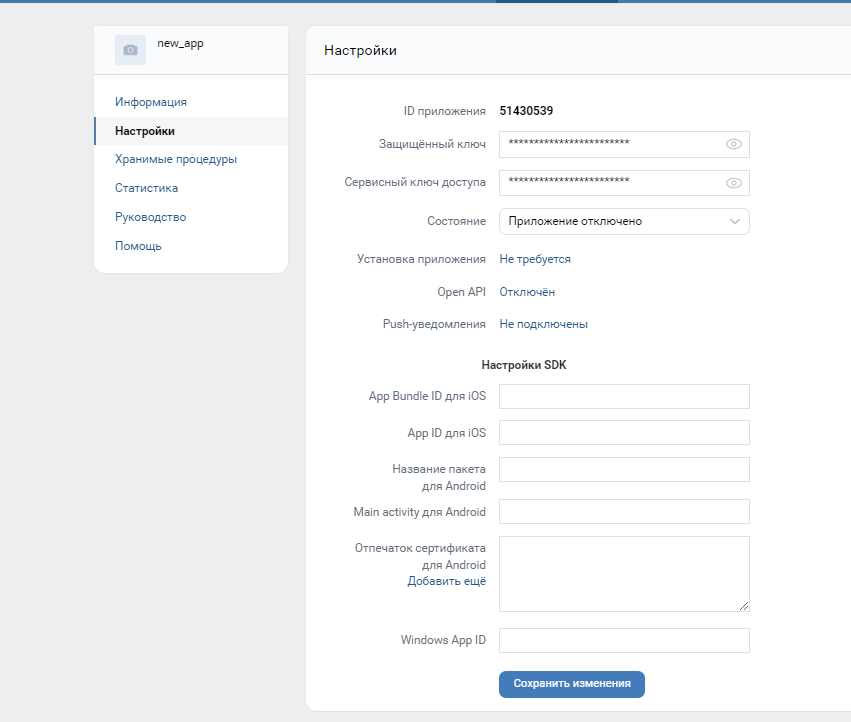 new_app
Информация
Настройки
Хранимые процедуры
Статистика
Руководство
Помощь
Настройки
ID приложения 51430539
Защищённый ключ ************************
Сервисный ключ доступа ************************
Состояние Приложение отключено
Установка приложения Не требуется
Open API Отключён
Push-уведомления Не подключены
Настройки SDK
App Bundle ID для iOS
App ID для iOS
Название пакета
для Android
Main activity для Android
Отпечаток сертификата
для Android
Добавить ещё
Windows App ID
Сохранить изменения